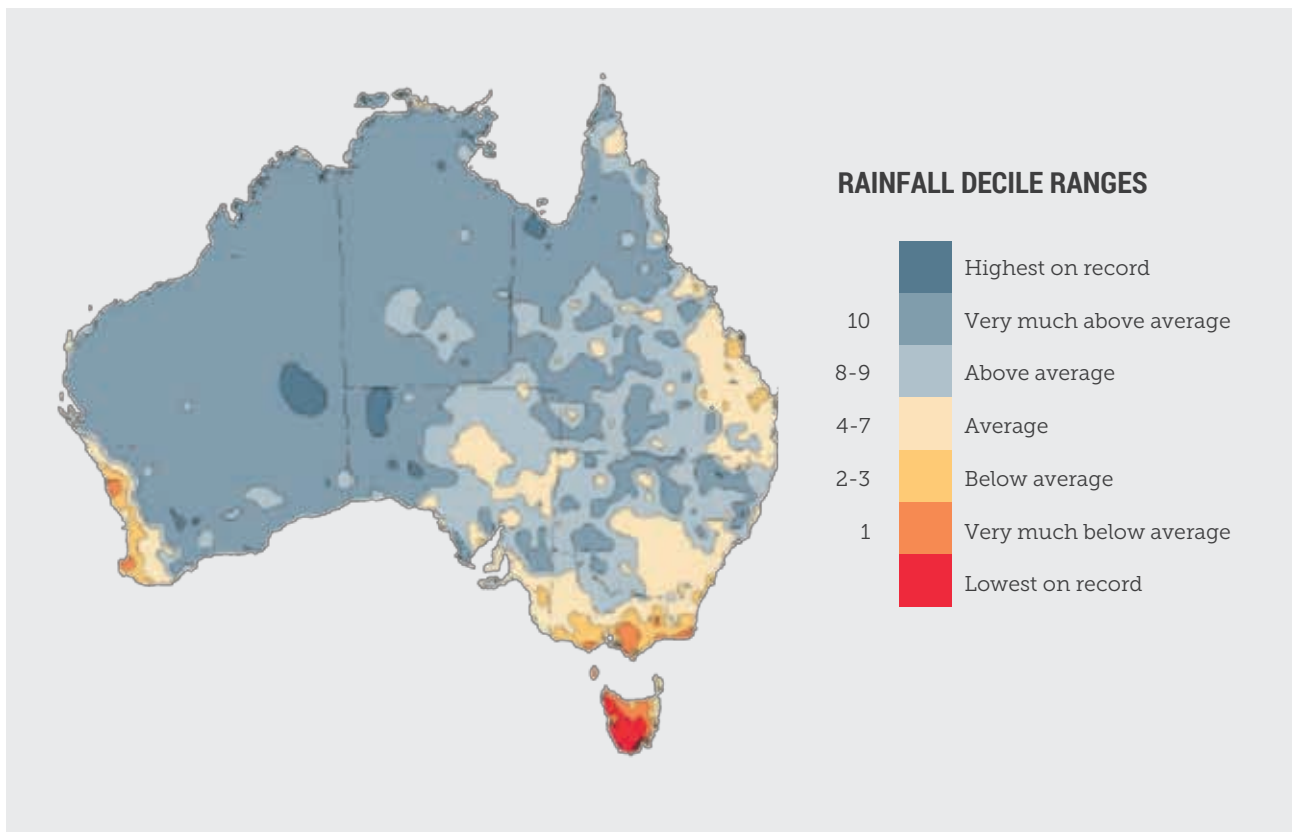 RAINFALL DECILE RANGES
Highest on record
10 Very much above average
8-9 Above average
4-7 Average
2-3 Below average
1 Very much below average
Lowest on record